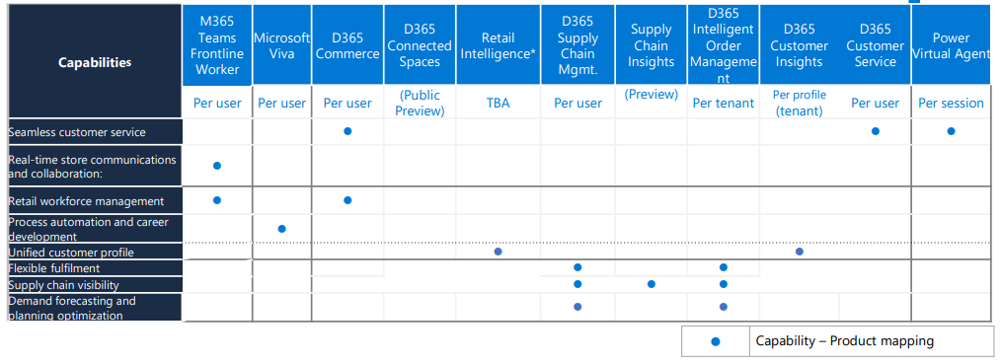 Capabilities
M365
Teams
Frontline
Worker
Microsoft
Viva
D365
Commerce
D365
Connected
Spaces
Retail
Intelligence*
D365
Supply
Chain
Mgmt.
Supply
Chain
Insights
D365
Intelligent
Order
Manageme
nt
D365
Customer
Insights
D365
Customer
Service
Power
Virtual Agent
Per user
Per user
Per user
(Public
Preview)
TBA
Per user
(Preview)
Per tenant
Per profile
(tenant)
Per user
Per session
Seamless customer service
Real-time store communications
and collaboration:
Retail workforce management
Process automation and career
development
Unified customer profile
Flexible fulfilment
Supply chain visibility
Demand forecasting and
planning optimization
Capability – Product mapping